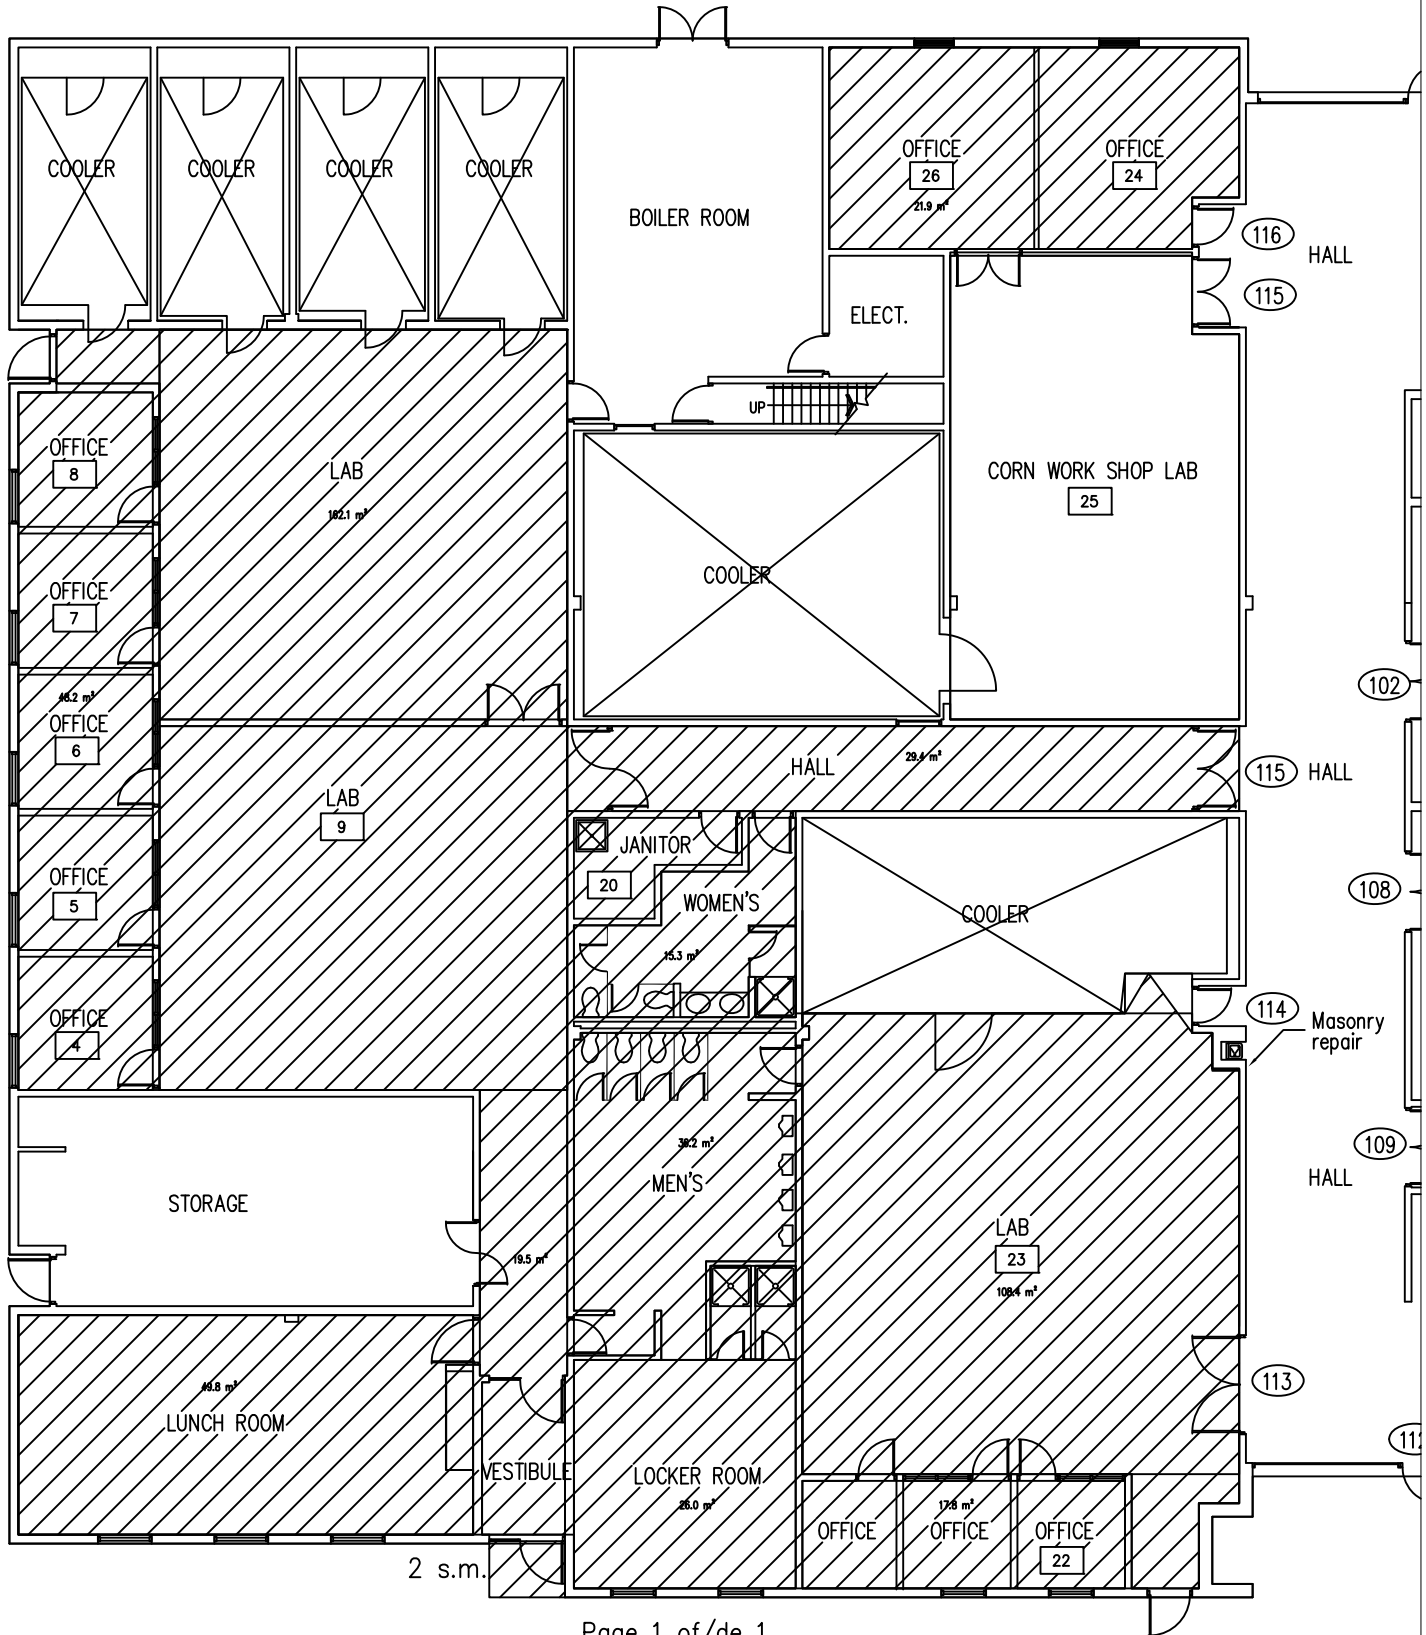 COOLER
COOLER
COOLER
COOLER
BOILER ROOM
OFFICE
26
21.9 m²
OFFICE
24
116
HALL
115
ELECT.
UP
OFFICE
8
LAB
162.1 m²
CORN WORK SHOP LAB
25
COOLER
OFFICE
7
48.2 m²
OFFICE
6
102
HALL
29.4 m²
115
HALL
LAB
9
JANITOR
20
WOMEN'S
15.3 m²
OFFICE
5
COOLER
108
OFFICE
4
114
Masonry
repair
36.2 m²
MEN'S
109
HALL
STORAGE
19.5 m²
LAB
23
108.4 m²
49.8 m²
LUNCH ROOM
113
VESTIBULE
LOCKER ROOM
26.0 m²
17.8 m²
OFFICE
OFFICE
OFFICE
22
2 s.m.
Page 1 of/de 1